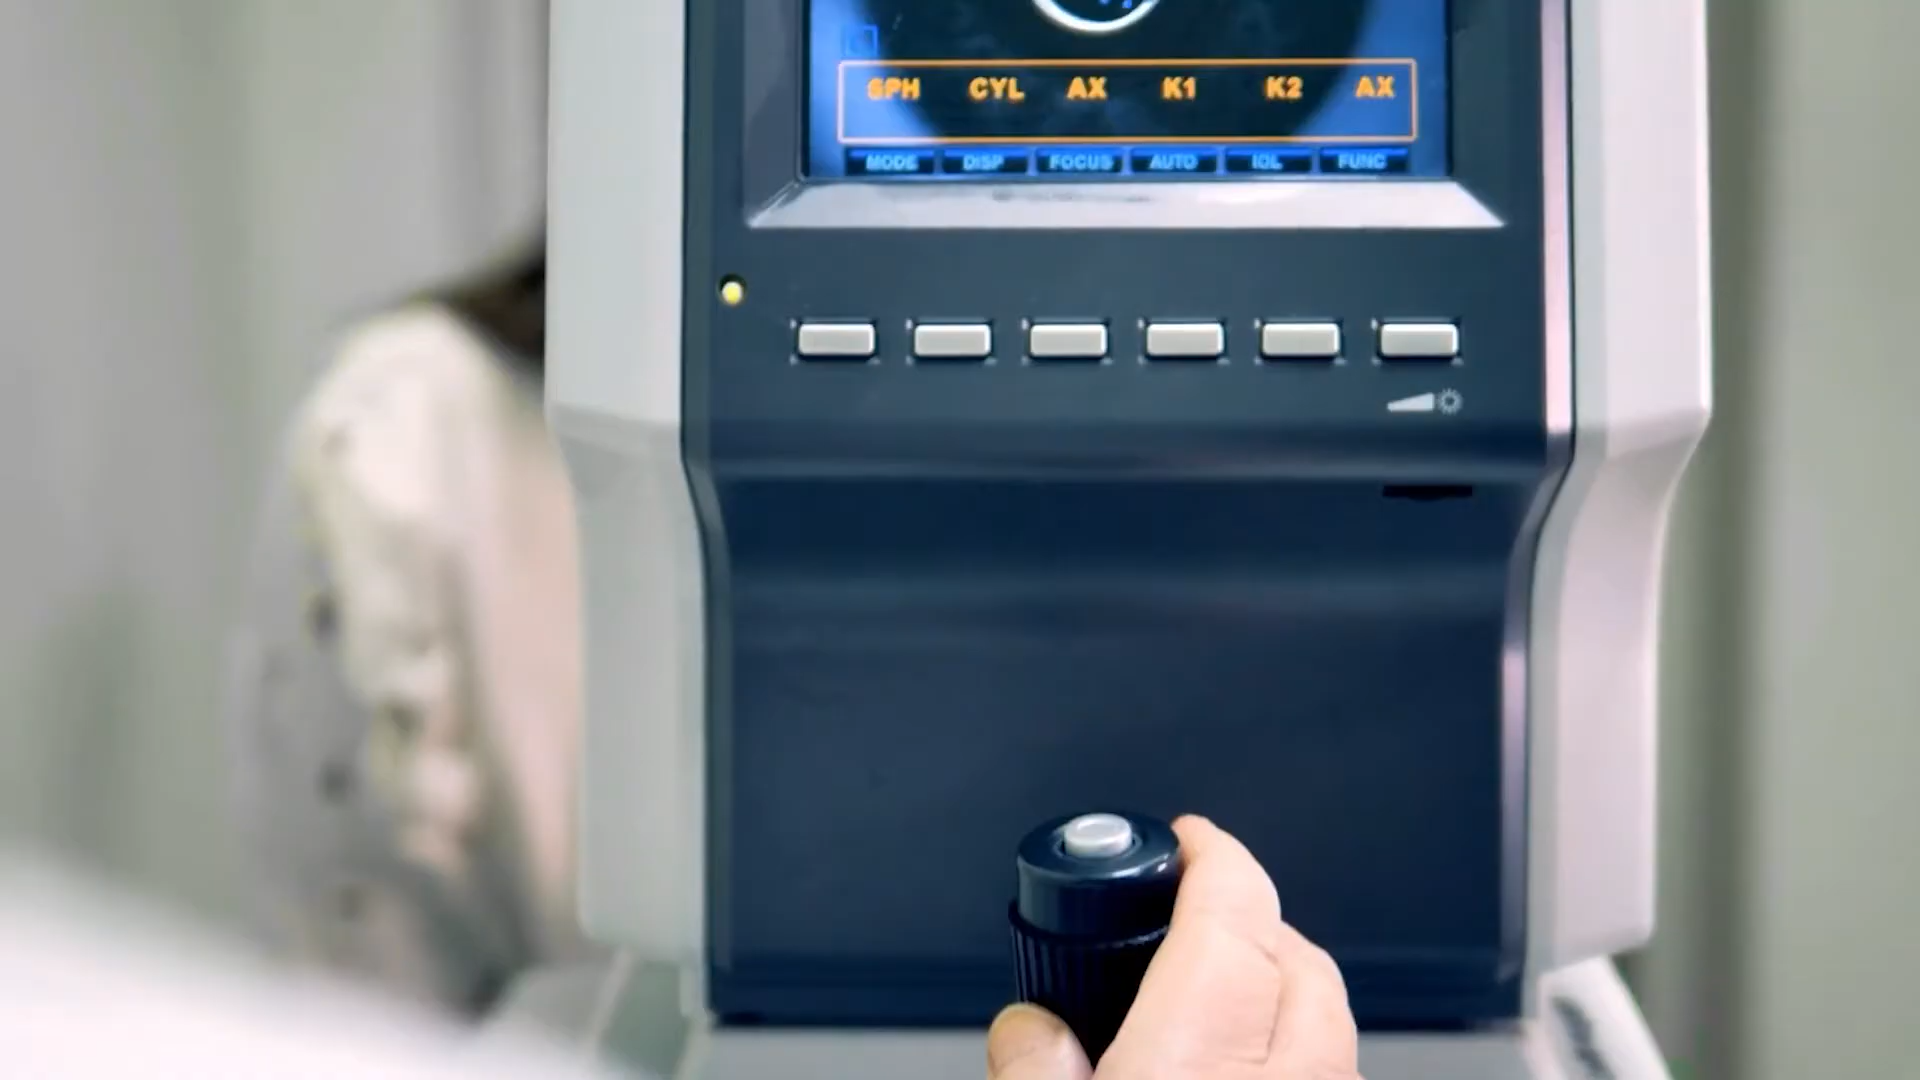 SPH CYL AX K1 K2 AX
MODE DISP FOCUS AUTO IOL FUNC